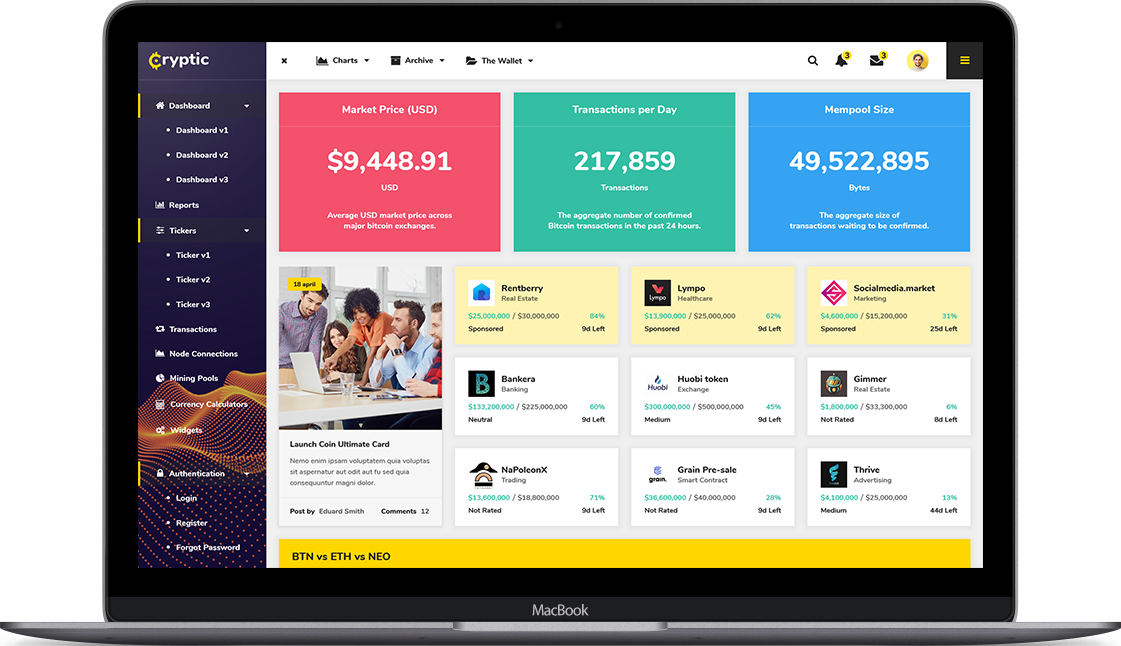 Cryptic
Charts
Archive
The Wallet
3
3
Dashboard
Dashboard v1
Dashboard v2
Dashboard v3
Reports
Tickers
Ticker v1
Ticker v2
Ticker v3
Transactions
Node Connections
Mining Pools
Currency Calculators
Widgets
Authentication
Login
Register
Forgot Password
Market Price (USD)
$9,448.91
USD
Average USD market price across
major bitcoin exchanges.
Transactions per Day
217,859
Transactions
The aggregate number of confirmed
Bitcoin transactions in the past 24 hours.
Mempool Size
49,522,895
Bytes
The aggregate size of
transactions waiting to be confirmed.
18 april
Launch Coin Ultimate Card
Nemo enim ipsam voluptatem quia voluptas
sit aspernatur aut odit aut fu sed quia
consequuntur magni dolor.
Post by Eduard Smith Comments 12
Rentberry
Real Estate
$25,000,000 / $30,000,000 84%
Sponsored 9d Left
Lympo
Lympo
Healthcare
$13,900,000 / $25,000,000 62%
Sponsored 9d Left
Socialmedia.market
Marketing
$4,600,000 / $15,200,000 31%
Sponsored 25d Left
Bankera
Banking
$133,200,000 / $225,000,000 60%
Neutral 9d Left
Huobi
Huobi token
Exchange
$300,000,000 / $500,000,000 45%
Medium 9d Left
Gimmer
Real Estate
$1,800,000 / $33,300,000 6%
Not Rated 8d Left
NaPoleonX
Trading
$13,600,000 / $18,800,000 71%
Not Rated 9d Left
grain.
Grain Pre-sale
Smart Contract
$36,600,000 / $40,000,000 28%
Not Rated 9d Left
Thrive
Advertising
$4,100,000 / $25,000,000 13%
Medium 44d Left
BTN vs ETH vs NEO
MacBook